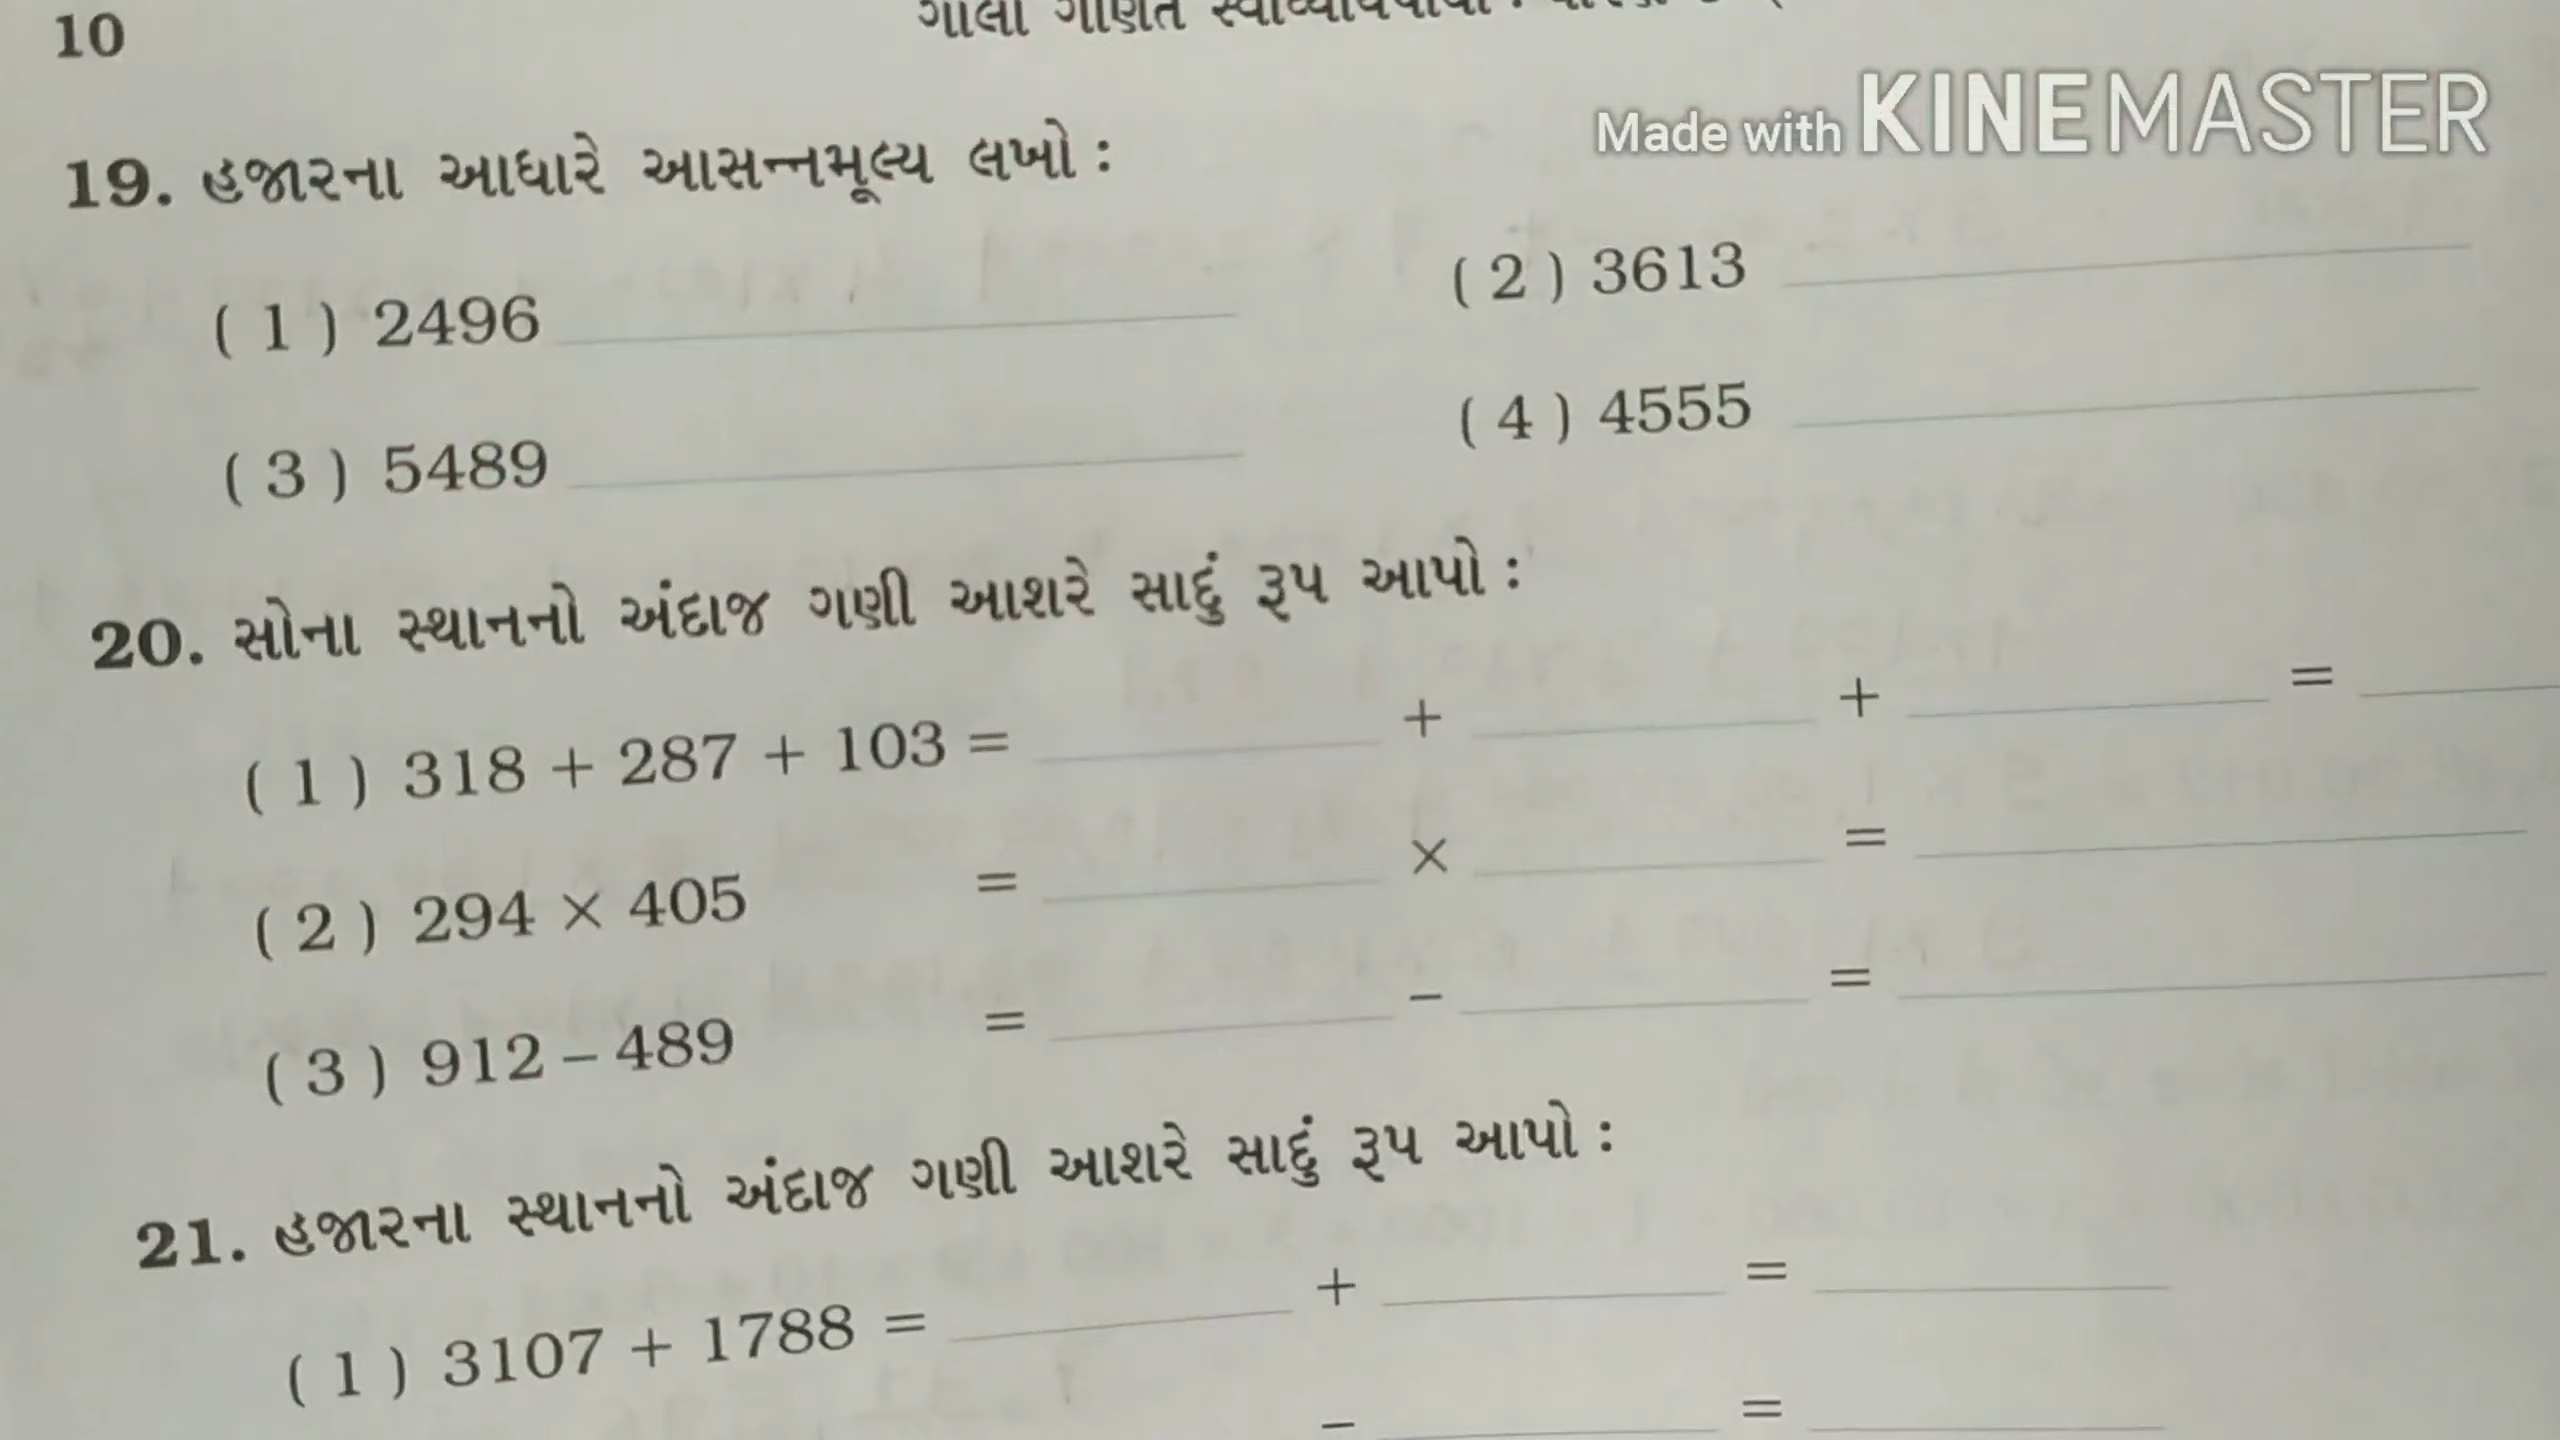 10
ગાલા ગણિત
Made with KINEMASTER
19. હજારના આધારે આસન્નમૂલ્ય લખો :
( 1 ) 2496 ( 2 ) 3613
( 3 ) 5489 ( 4 ) 4555
20. સોના સ્થાનનો અંદાજ ગણી આશરે સાદું રૂપ આપો :
( 1 ) 318 + 287 + 103 = + + =
( 2 ) 294 × 405 = × =
( 3 ) 912 – 489 = – =
21. હજારના સ્થાનનો અંદાજ ગણી આશરે સાદું રૂપ આપો :
( 1 ) 3107 + 1788 = + =
– =